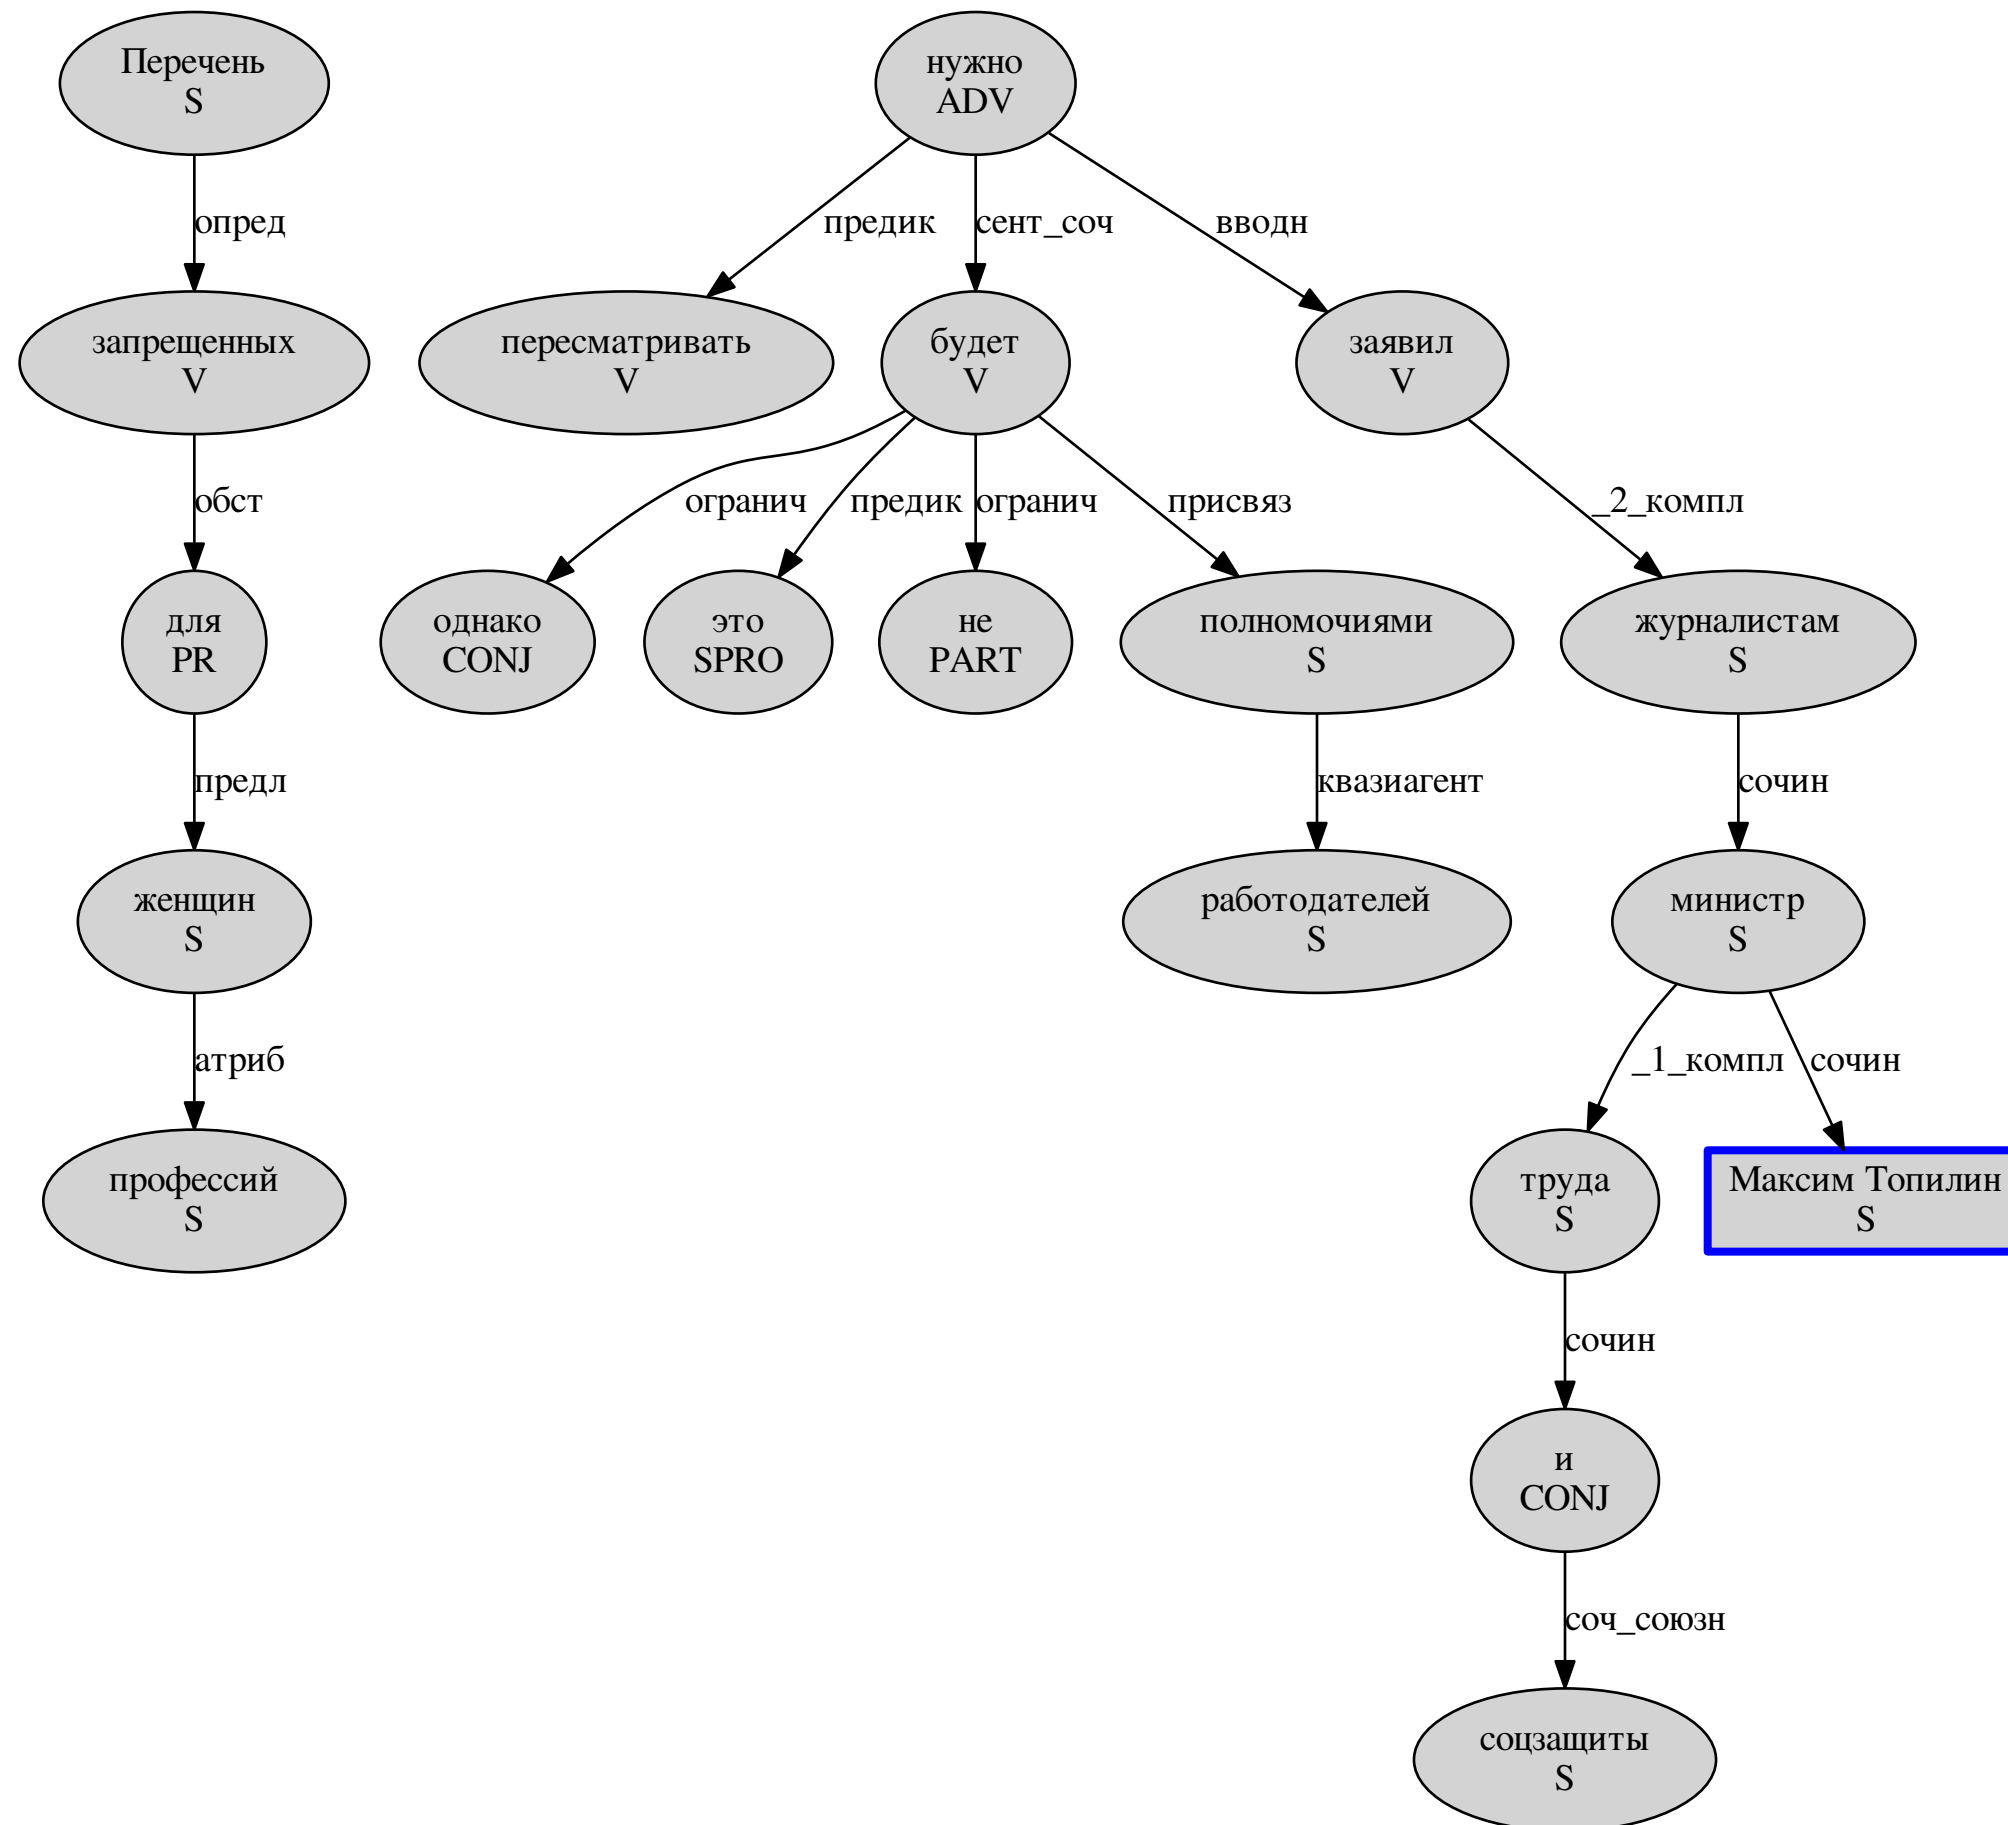 Перечень
S
нужно
ADV
опред
предик
сент_соч
вводн
запрещенных
V
пересматривать
V
будет
V
заявил
V
обст
огранич
предик
огранич
присвяз
_2_компл
для
PR
однако
CONJ
это
SPRO
не
PART
полномочиями
S
журналистам
S
предл
квазиагент
сочин
женщин
S
работодателей
S
министр
S
атриб
_1_компл
сочин
профессий
S
труда
S
Максим Топилин
S
сочин
и
CONJ
соч_союзн
соцзащиты
S